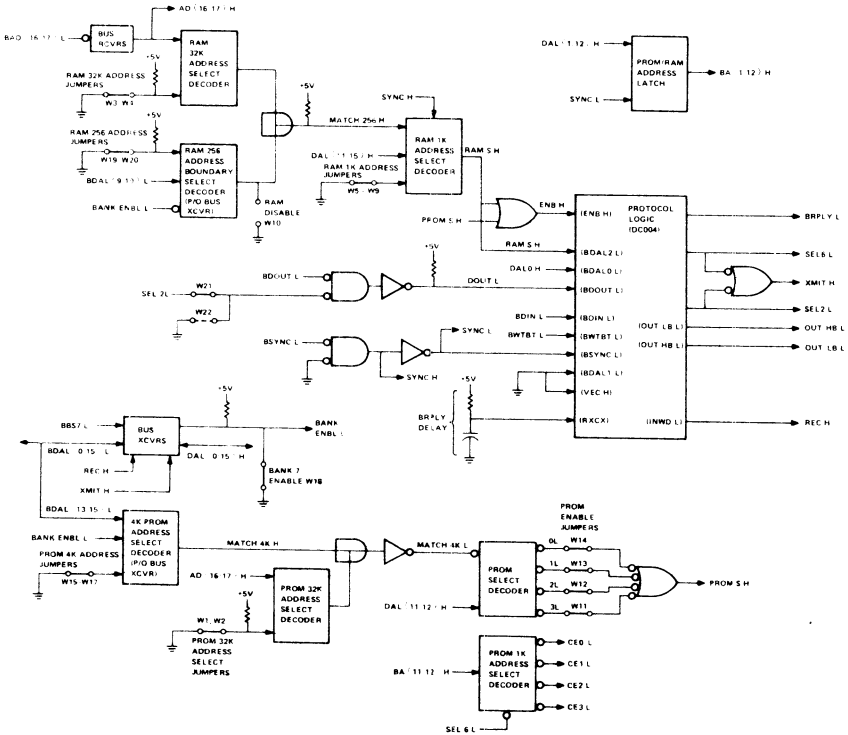 AD ⟨16:17⟩ H
BAD ⟨16:17⟩ L
BUS
RCVRS
+5V
RAM
32K
ADDRESS
SELECT
DECODER
RAM 32K ADDRESS
JUMPERS
W3 W4
+5V
RAM 256 ADDRESS
JUMPERS
W19 W20
RAM 256
ADDRESS
BOUNDARY
SELECT
DECODER
(P/O BUS
XCVR)
BANK ENBL L
RAM
DISABLE
W10
+5V
MATCH 256 H
SYNC H
DAL ⟨11:15⟩ H
RAM 1K ADDRESS
JUMPERS
W5 - W9
RAM 1K
ADDRESS
SELECT
DECODER
RAM S H
DAL ⟨1:12⟩ H
SYNC L
PROM/RAM
ADDRESS
LATCH
BA ⟨1:12⟩ H
PROM S H
ENB H
RAM S H
DAL0 H
PROTOCOL
LOGIC
(DC004)
(ENB H)
(BDAL2 L)
(BDAL0 L)
(BDOUT L)
(BDIN L)
(BWTBT L)
(BSYNC L)
(BDAL1 L)
(VEC H)
(RXCX)
(OUT LB L)
(OUT HB L)
(INWD L)
BRPLY L
SEL6 L
XMIT H
SEL2 L
OUT HB L
OUT LB L
REC H
SEL 2L
W21
W22
BDOUT L
+5V
DOUT L
BDIN L
BWTBT L
BSYNC L
SYNC L
SYNC H
+5V
BRPLY
DELAY
+5V
BBS7 L
BUS
XCVRS
BANK
ENBL L
BDAL ⟨0:15⟩ L
DAL ⟨0:15⟩ H
REC H
XMIT H
BANK 7
ENABLE W18
BDAL ⟨13:15⟩ L
BANK ENBL L
PROM 4K ADDRESS
JUMPERS
W15 - W17
4K PROM
ADDRESS
SELECT
DECODER
(P/O BUS
XCVR)
MATCH 4K H
AD ⟨16:17⟩ H
+5V
W1, W2
PROM 32K
ADDRESS
SELECT
JUMPERS
PROM 32K
ADDRESS
SELECT
DECODER
MATCH 4K L
DAL ⟨11:12⟩ H
PROM
SELECT
DECODER
PROM
ENABLE
JUMPERS
0L W14
1L W13
2L W12
3L W11
PROM S H
BA ⟨11:12⟩ H
PROM 1K
ADDRESS
SELECT
DECODER
CE0 L
CE1 L
CE2 L
CE3 L
SEL 6 L